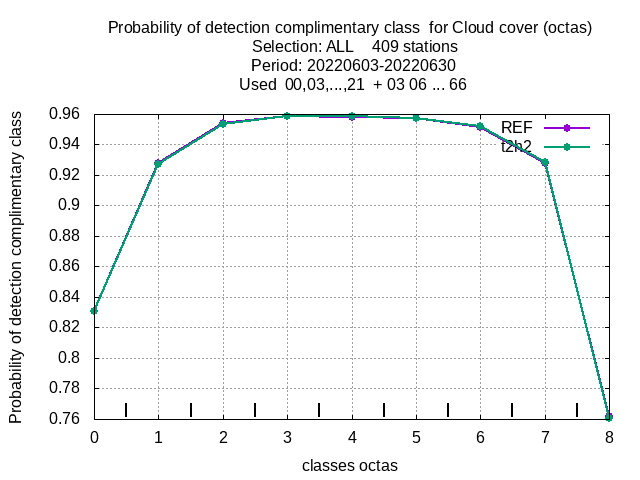 Probability of detection complimentary class  for Cloud cover (octas)
Selection: ALL    409 stations
Period: 20220603-20220630
Used  00,03,...,21  + 03 06 ... 66
Probability of detection complimentary class
0.96
0.94
0.92
0.9
0.88
0.86
0.84
0.82
0.8
0.78
0.76
REF
t2h2
0 1 2 3 4 5 6 7 8
classes octas